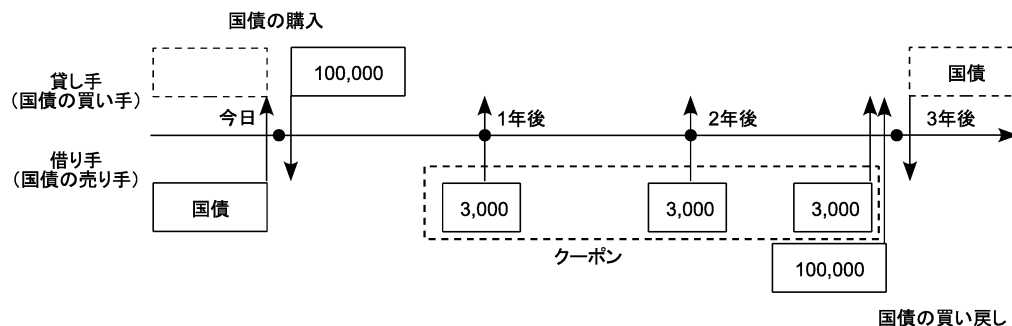 国債の購入
100,000
国債
貸し手
(国債の買い手)
今日
1年後
2年後
3年後
借り手
(国債の売り手)
国債
3,000
3,000
3,000
クーポン
100,000
国債の買い戻し